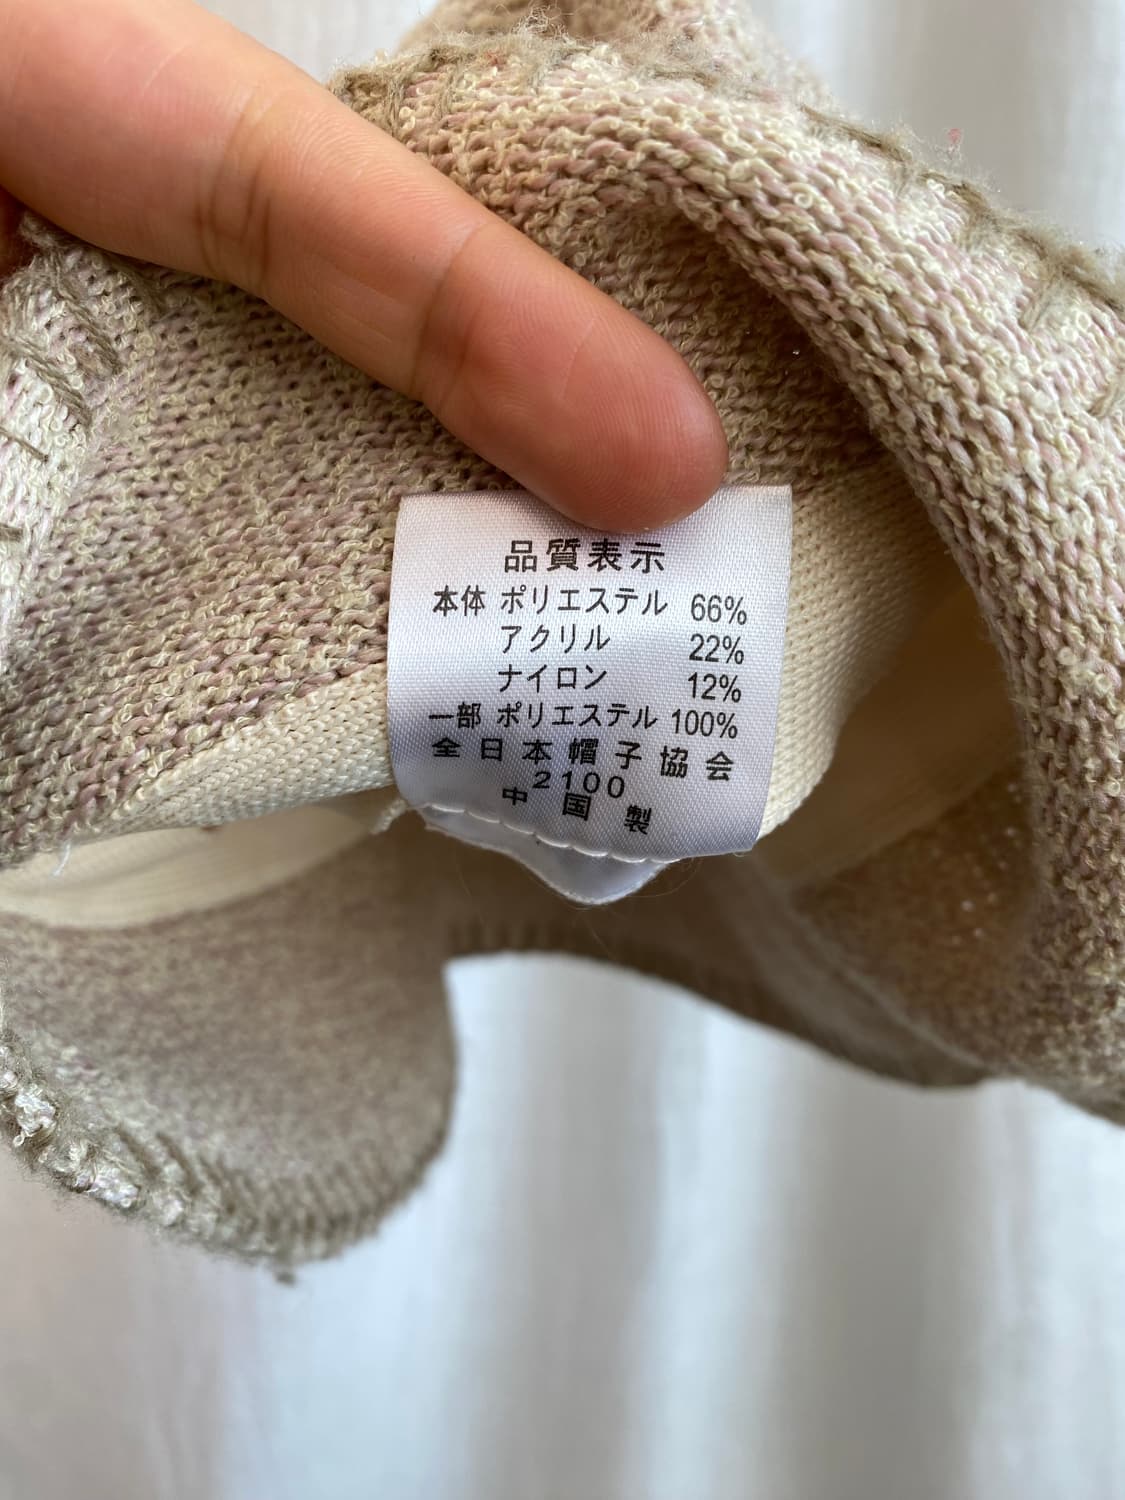 品質表示
本体 ポリエステル 66%
アクリル 22%
ナイロン 12%
一部 ポリエステル 100%
全日本帽子協会
2100
中国製